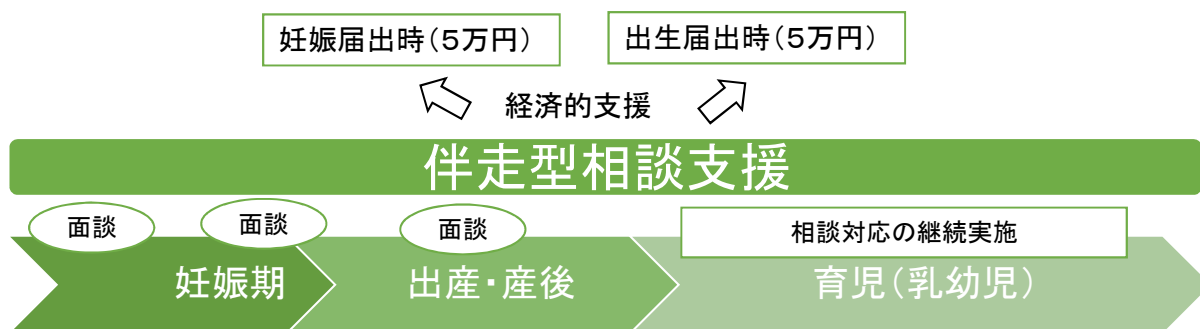 妊娠届出時（５万円）
出生届出時（５万円）
経済的支援
伴走型相談支援
面談
面談
面談
相談対応の継続実施
妊娠期
出産・産後
育児（乳幼児）